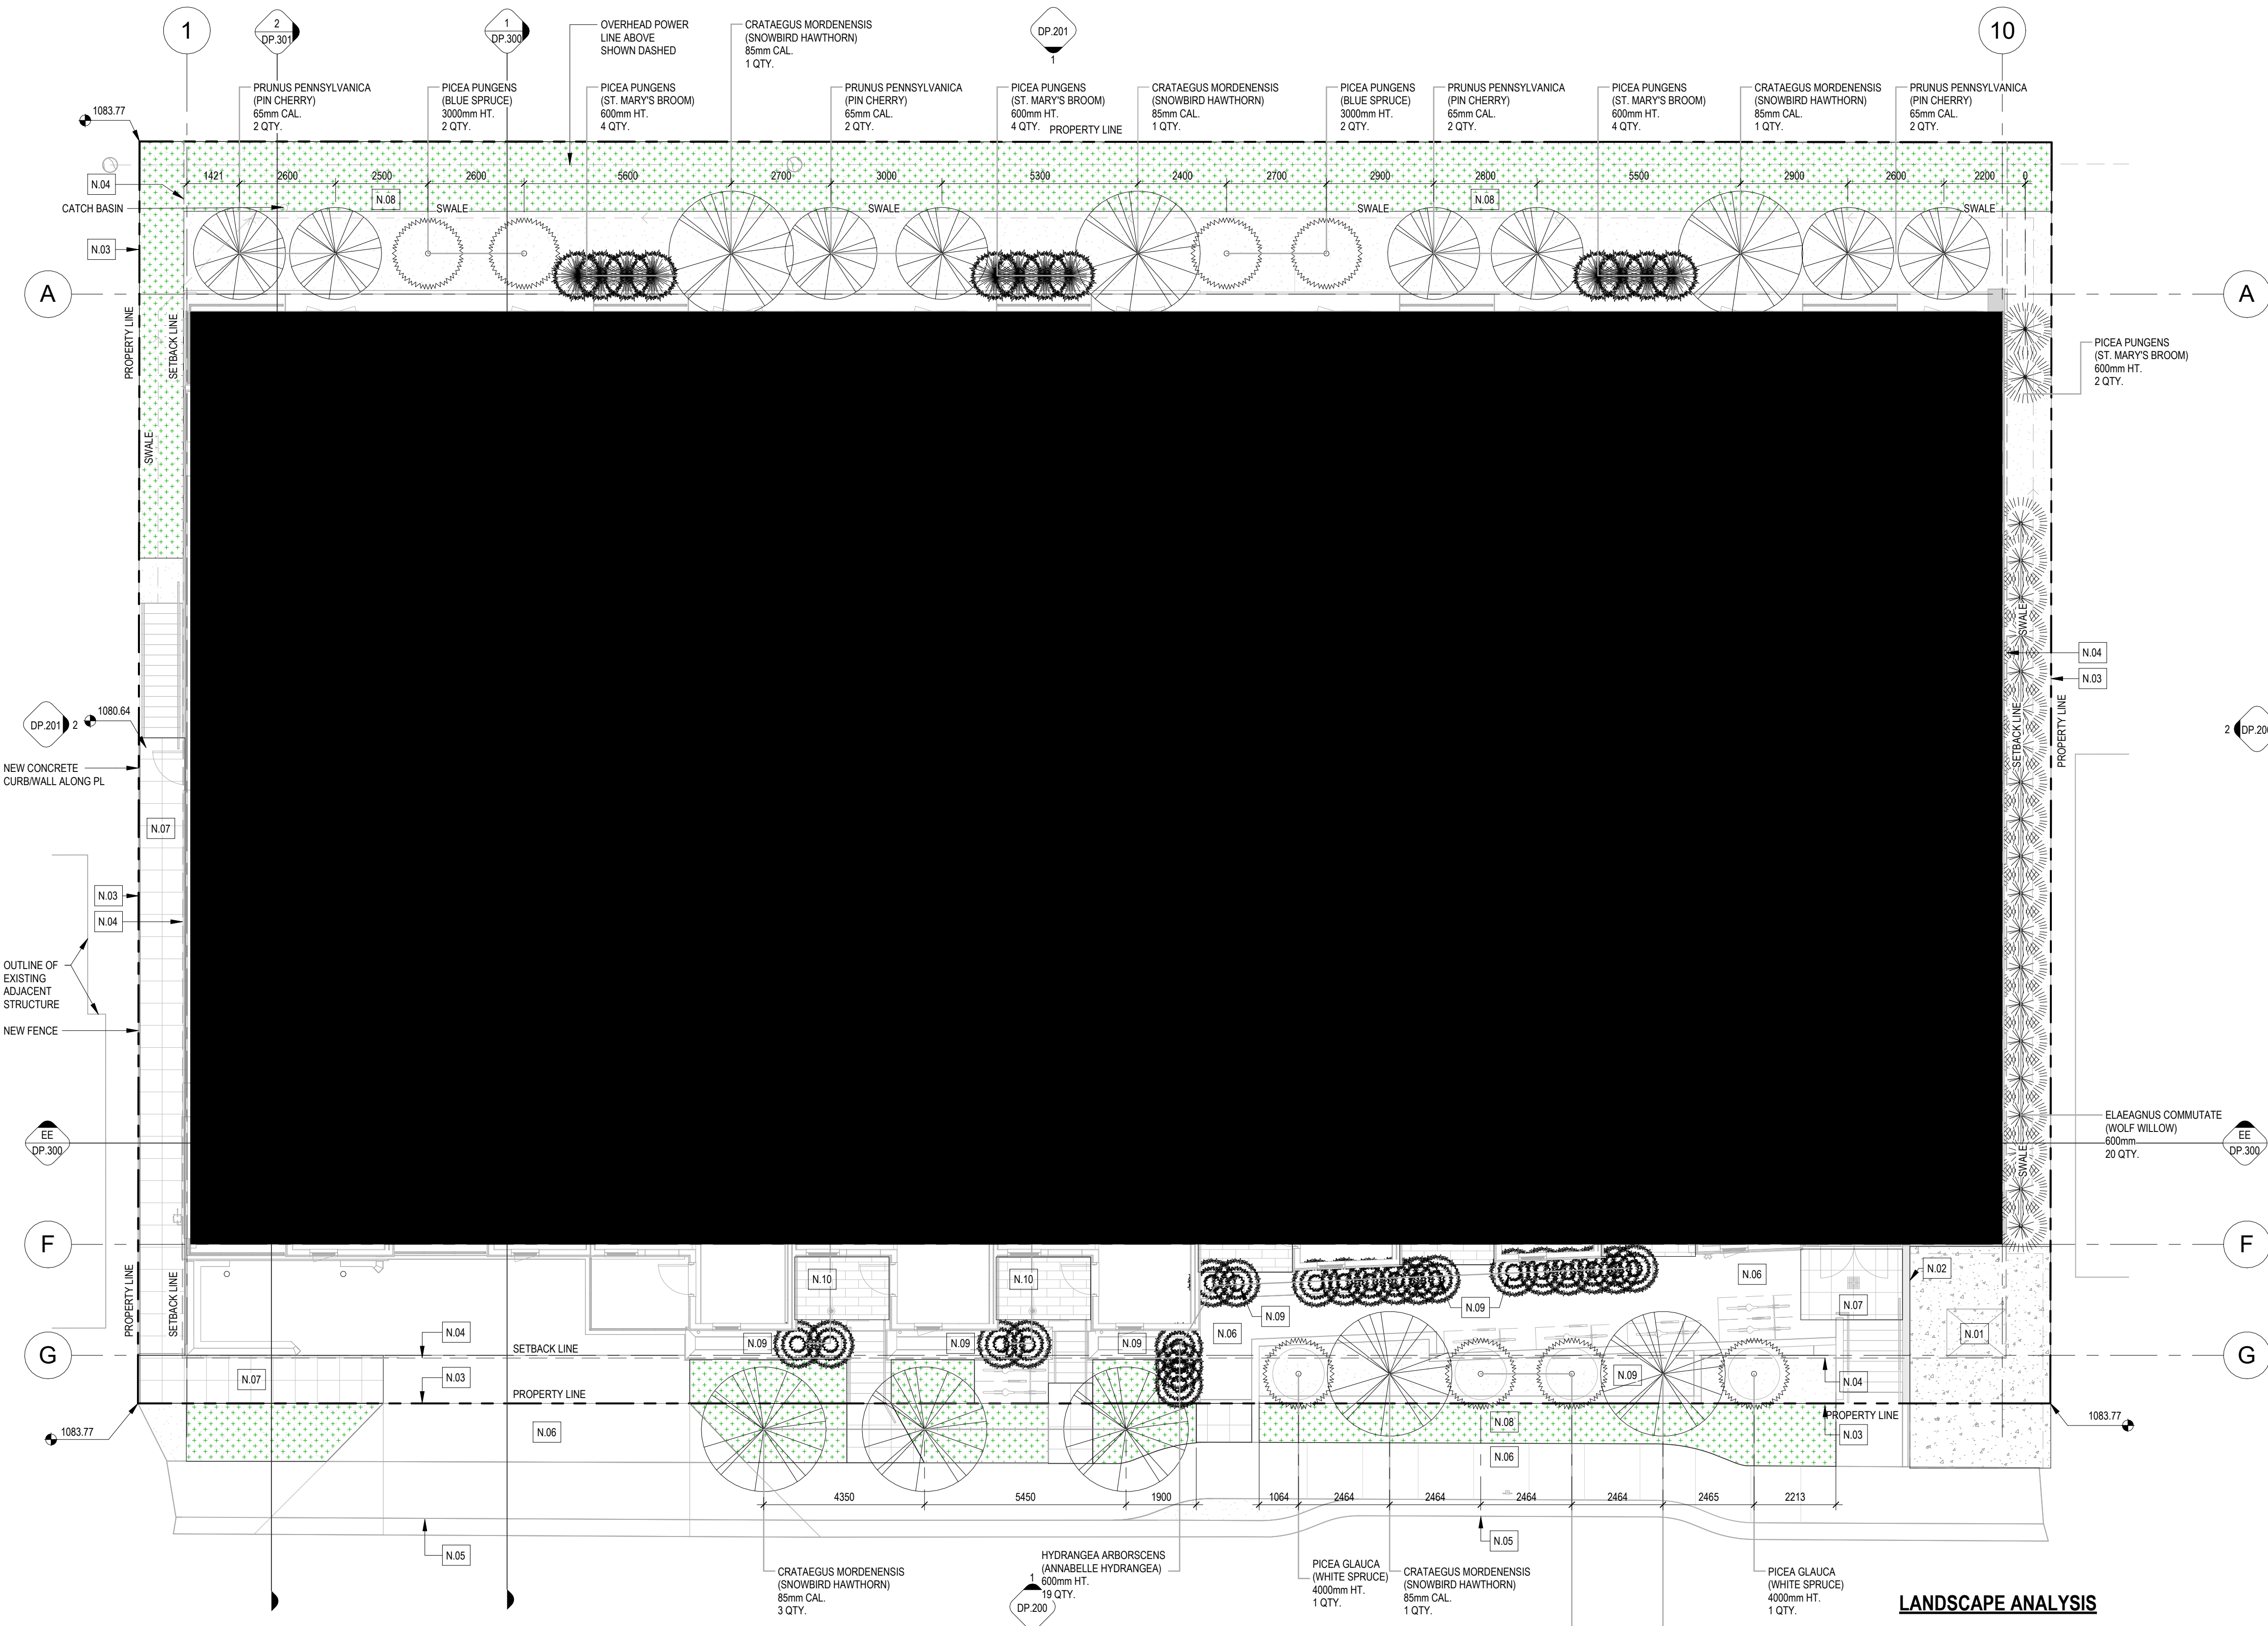 1
2
DP.301
1
DP.300
OVERHEAD POWER
LINE ABOVE
SHOWN DASHED
CRATAEGUS MORDENENSIS
(SNOWBIRD HAWTHORN)
85mm CAL.
1 QTY.
DP.201
1
10
1083.77
PRUNUS PENNSYLVANICA
(PIN CHERRY)
65mm CAL.
2 QTY.
PICEA PUNGENS
(BLUE SPRUCE)
3000mm HT.
2 QTY.
PICEA PUNGENS
(ST. MARY'S BROOM)
600mm HT.
4 QTY.
PRUNUS PENNSYLVANICA
(PIN CHERRY)
65mm CAL.
2 QTY.
PICEA PUNGENS
(ST. MARY'S BROOM)
600mm HT.
4 QTY.
PROPERTY LINE
CRATAEGUS MORDENENSIS
(SNOWBIRD HAWTHORN)
85mm CAL.
1 QTY.
PICEA PUNGENS
(BLUE SPRUCE)
3000mm HT.
2 QTY.
PRUNUS PENNSYLVANICA
(PIN CHERRY)
65mm CAL.
2 QTY.
PICEA PUNGENS
(ST. MARY'S BROOM)
600mm HT.
4 QTY.
CRATAEGUS MORDENENSIS
(SNOWBIRD HAWTHORN)
85mm CAL.
1 QTY.
PRUNUS PENNSYLVANICA
(PIN CHERRY)
65mm CAL.
2 QTY.
N.04
1421 2600 2500 2600 5600 2700 3000 5300 2400 2700 2900 2800 5500 2900 2600 2200 0
N.08
N.08
CATCH BASIN
SWALE
SWALE
SWALE
SWALE
N.03
A
A
PROPERTY LINE
SETBACK LINE
SWALE
PICEA PUNGENS
(ST. MARY'S BROOM)
600mm HT.
2 QTY.
SWALE
N.04
N.03
SETBACK LINE
PROPERTY LINE
DP.201
2
1080.64
2
NEW CONCRETE
CURB/WALL ALONG PL
N.07
N.03
N.04
OUTLINE OF
EXISTING
ADJACENT
STRUCTURE
NEW FENCE
ELAEAGNUS COMMUTATE
(WOLF WILLOW)
600mm
20 QTY.
EE
DP.300
EE
DP.300
SWALE
F
F
PROPERTY LINE
SETBACK LINE
N.10
N.10
N.09
N.09
N.06
N.06
N.02
N.07
N.01
N.09
N.09
N.09
G
G
N.04
SETBACK LINE
N.07
N.03
PROPERTY LINE
N.09
N.04
1083.77
N.06
N.08
PROPERTY LINE
N.03
1083.77
N.06
4350 5450 1900 1064 2464 2464 2464 2464 2465 2213
N.05
N.05
CRATAEGUS MORDENENSIS
(SNOWBIRD HAWTHORN)
85mm CAL.
3 QTY.
HYDRANGEA ARBORSCENS
(ANNABELLE HYDRANGEA)
600mm HT.
19 QTY.
1
DP.200
PICEA GLAUCA
(WHITE SPRUCE)
4000mm HT.
1 QTY.
CRATAEGUS MORDENENSIS
(SNOWBIRD HAWTHORN)
85mm CAL.
1 QTY.
PICEA GLAUCA
(WHITE SPRUCE)
4000mm HT.
1 QTY.
LANDSCAPE ANALYSIS